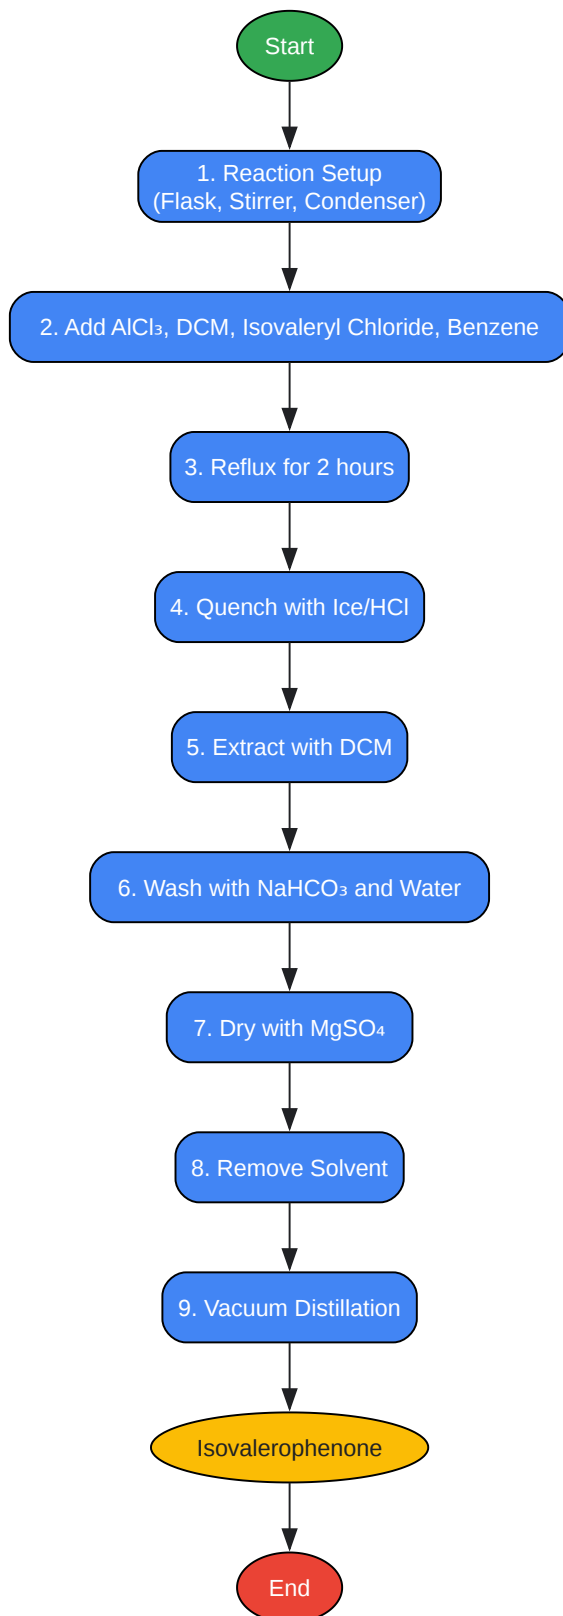 Start
1. Reaction Setup
(Flask, Stirrer, Condenser)
2. Add AlCl₃, DCM, Isovaleryl Chloride, Benzene
3. Reflux for 2 hours
4. Quench with Ice/HCl
5. Extract with DCM
6. Wash with NaHCO₃ and Water
7. Dry with MgSO₄
8. Remove Solvent
9. Vacuum Distillation
Isovalerophenone
End